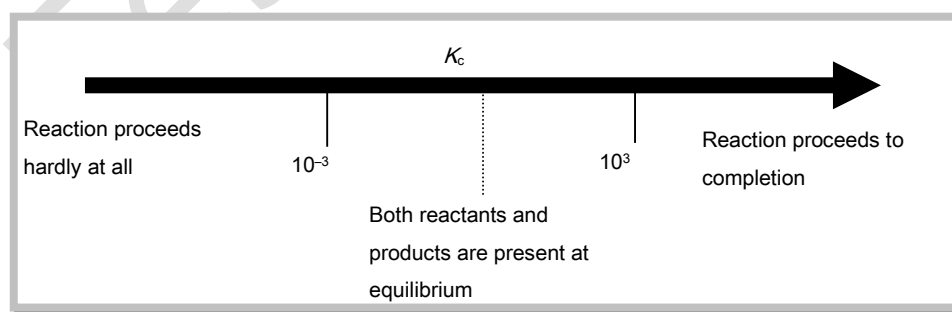 K꜀
Reaction proceeds
hardly at all
10⁻³
10³
Reaction proceeds to
completion
Both reactants and
products are present at
equilibrium